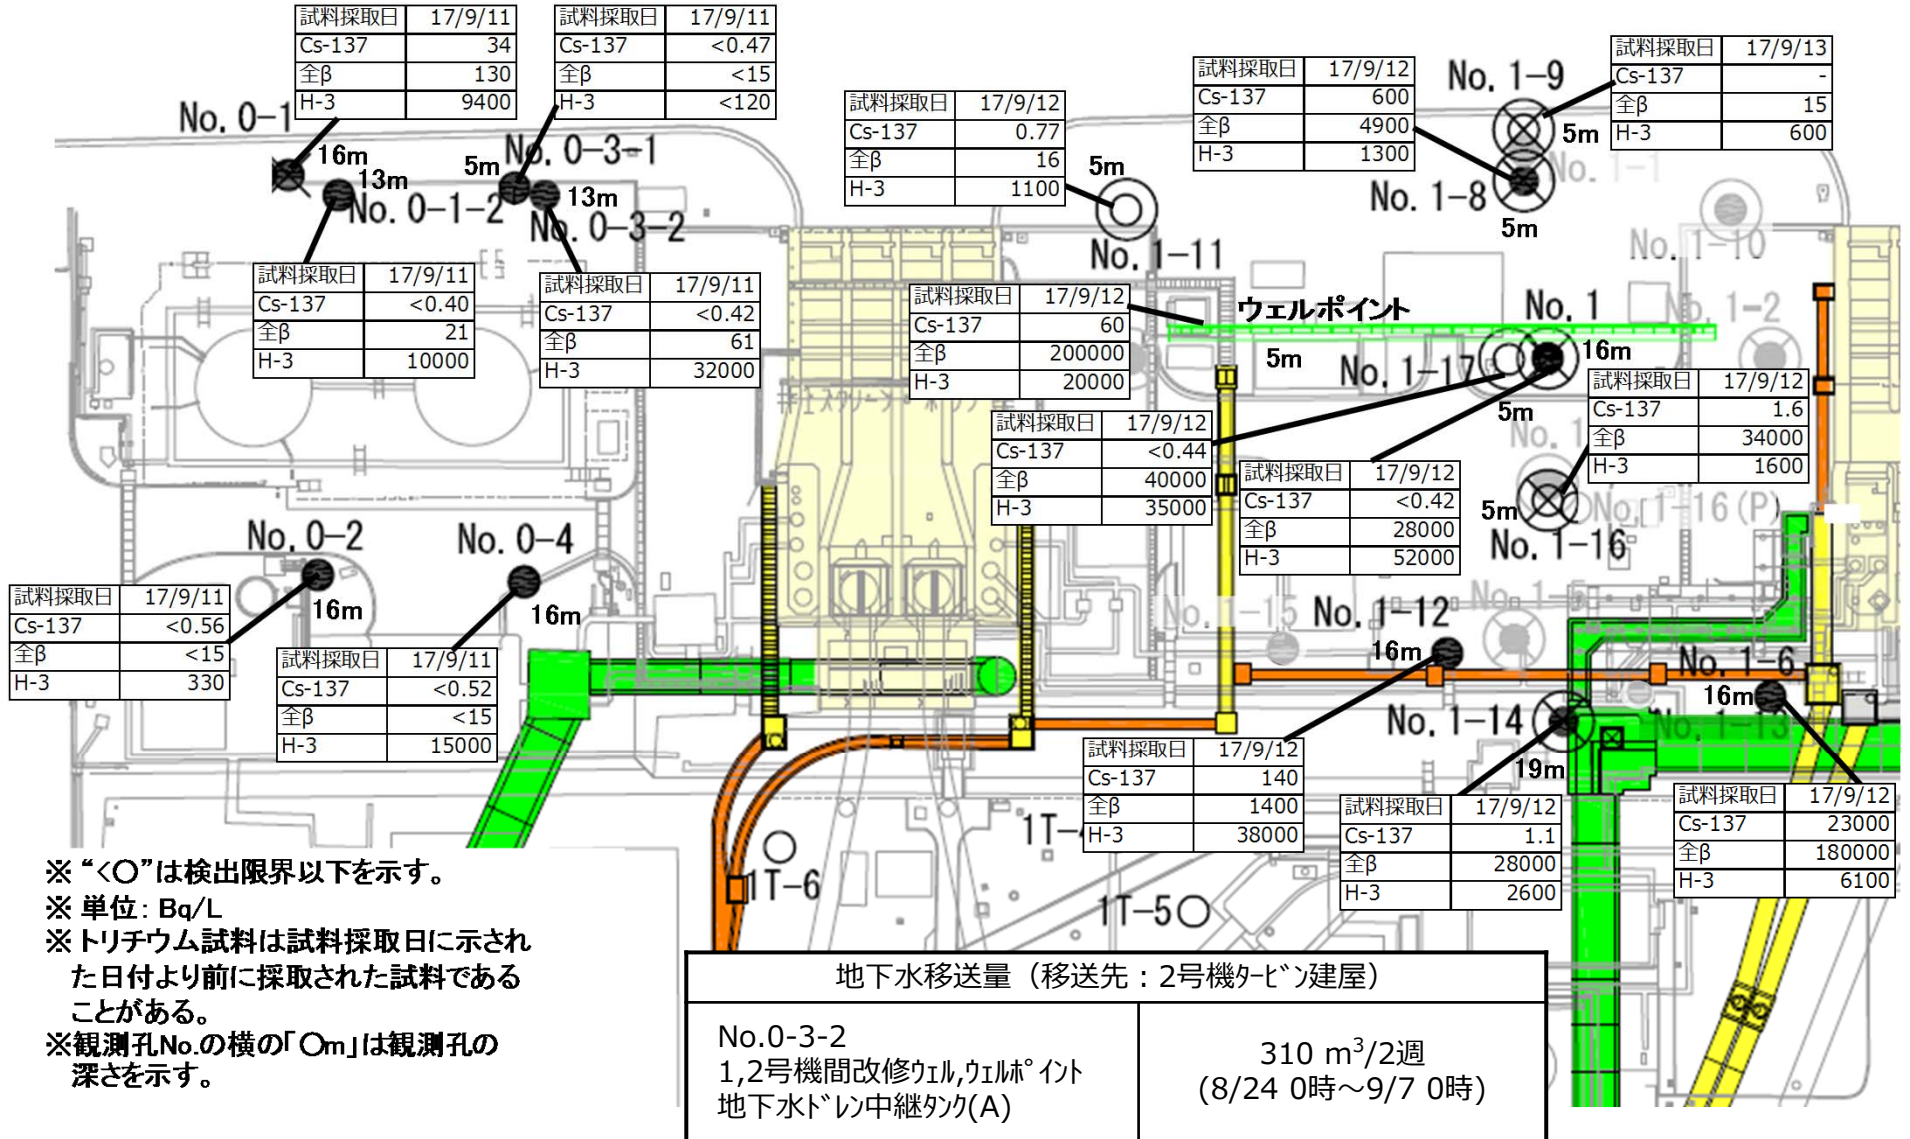 試料採取日 17/9/11
Cs-137 34
全β 130
H-3 9400
試料採取日 17/9/11
Cs-137 <0.47
全β <15
H-3 <120
試料採取日 17/9/12
Cs-137 0.77
全β 16
H-3 1100
試料採取日 17/9/12
Cs-137 600
全β 4900
H-3 1300
試料採取日 17/9/13
Cs-137 -
全β 15
H-3 600
No. 0-1
16m
13m
No. 0-1-2
5m
No. 0-3-1
13m
No. 0-3-2
5m
No. 1-11
No. 1-9
5m
No. 1-1
No. 1-8
5m
No. 1-10
試料採取日 17/9/11
Cs-137 <0.40
全β 21
H-3 10000
試料採取日 17/9/11
Cs-137 <0.42
全β 61
H-3 32000
試料採取日 17/9/12
Cs-137 60
全β 200000
H-3 20000
ウェルポイント
5m
No. 1
16m
No. 1-2
No. 1-17
5m
試料採取日 17/9/12
Cs-137 <0.44
全β 40000
H-3 35000
試料採取日 17/9/12
Cs-137 <0.42
全β 28000
H-3 52000
試料採取日 17/9/12
Cs-137 1.6
全β 34000
H-3 1600
No. 1
5m
No. 1-16(P)
No. 1-16
No. 0-2
16m
No. 0-4
16m
試料採取日 17/9/11
Cs-137 <0.56
全β <15
H-3 330
試料採取日 17/9/11
Cs-137 <0.52
全β <15
H-3 15000
No. 1-15
No. 1-12
16m
No. 1-5
No. 1-6
16m
No. 1-14
19m
No. 1-13
試料採取日 17/9/12
Cs-137 140
全β 1400
H-3 38000
試料採取日 17/9/12
Cs-137 1.1
全β 28000
H-3 2600
試料採取日 17/9/12
Cs-137 23000
全β 180000
H-3 6100
1T-
1T-6
1T-5
※ “<○”は検出限界以下を示す。
※ 単位: Bq/L
※トリチウム試料は試料採取日に示され
た日付より前に採取された試料である
ことがある。
※観測孔No.の横の「○m」は観測孔の
深さを示す。
地下水移送量（移送先：2号機ﾀｰﾋﾞﾝ建屋）
No.0-3-2
1,2号機間改修ｳｪﾙ,ｳｪﾙﾎﾟｲﾝﾄ
地下水ﾄﾞﾚﾝ中継ﾀﾝｸ(A)
310 m³/2週
(8/24 0時～9/7 0時)